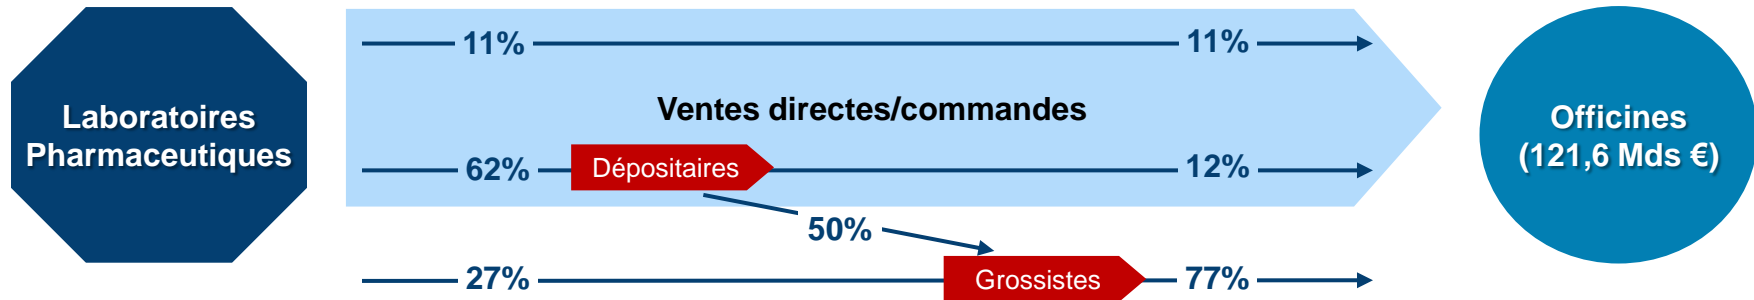 Laboratoires
Pharmaceutiques
11%
11%
Ventes directes/commandes
62%
Dépositaires
12%
50%
27%
Grossistes
77%
Officines
(121,6 Mds €)